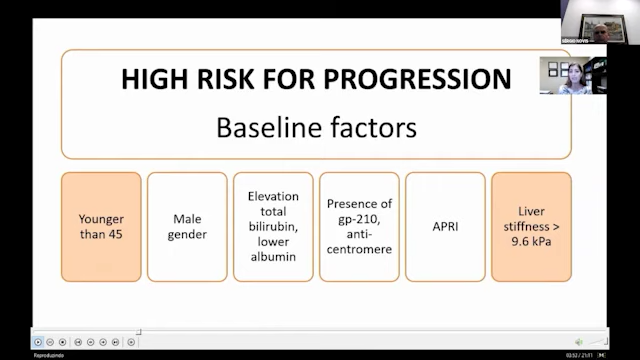 HIGH RISK FOR PROGRESSION
Baseline factors
Younger
than 45
Male
gender
Elevation
total
bilirubin,
lower
albumin
Presence of
gp-210,
anti-
centromere
APRI
Liver
stiffness >
9.6 kPa
Reproduzindo